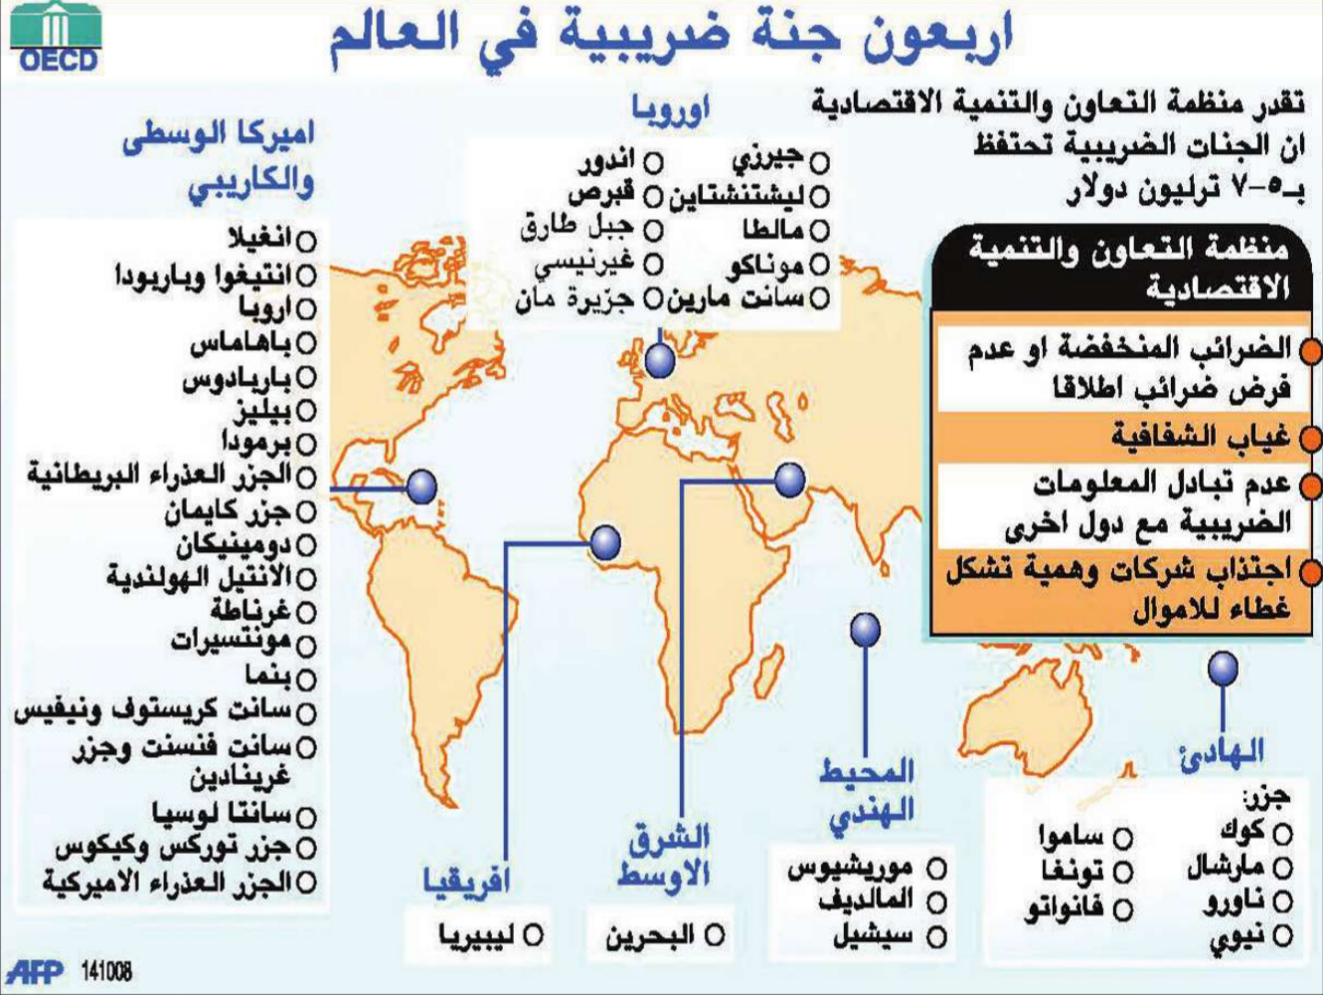 اربعون جنة ضريبية في العالم
OECD
تقدر منظمة التعاون والتنمية الاقتصادية
ان الجنات الضريبية تحتفظ
بـ٥-٧ ترليون دولار
منظمة التعاون والتنمية
الاقتصادية
الضرائب المنخفضة او عدم
فرض ضرائب اطلاقا
غياب الشفافية
عدم تبادل المعلومات
الضريبية مع دول اخرى
اجتذاب شركات وهمية تشكل
غطاء للاموال
اوروبا
جيرزي
ليشتنشتاين
مالطا
موناكو
سانت مارين
اندور
قبرص
جبل طارق
غيرنيسي
جزيرة مان
اميركا الوسطى
والكاريبي
انغيلا
انتيغوا وباربودا
اروبا
باهاماس
باربادوس
بيليز
برمودا
الجزر العذراء البريطانية
جزر كايمان
دومينيكان
الانتيل الهولندية
غرناطة
مونتسيرات
بنما
سانت كريستوف ونيفيس
سانت فنسنت وجزر
غرينادين
سانتا لوسيا
جزر توركس وكيكوس
الجزر العذراء الاميركية
الهادئ
جزر:
كوك
مارشال
ناورو
نيوي
ساموا
تونغا
فانواتو
المحيط
الهندي
موريشيوس
المالديف
سيشيل
الشرق
الاوسط
البحرين
افريقيا
ليبيريا
AFP 141008